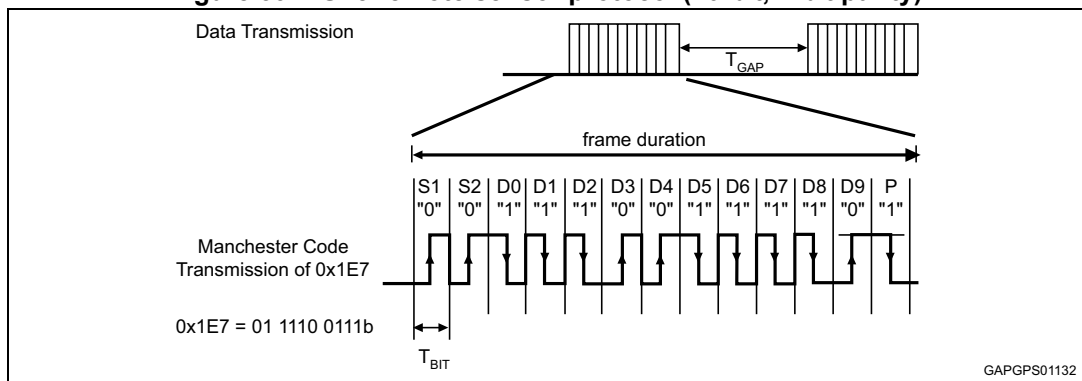 Data Transmission
T_GAP
frame duration
S1 S2 D0 D1 D2 D3 D4 D5 D6 D7 D8 D9 P
"0" "0" "1" "1" "1" "0" "0" "1" "1" "1" "1" "0" "1"
Manchester Code
Transmission of 0x1E7
0x1E7 = 01 1110 0111b
T_BIT
GAPGPS01132